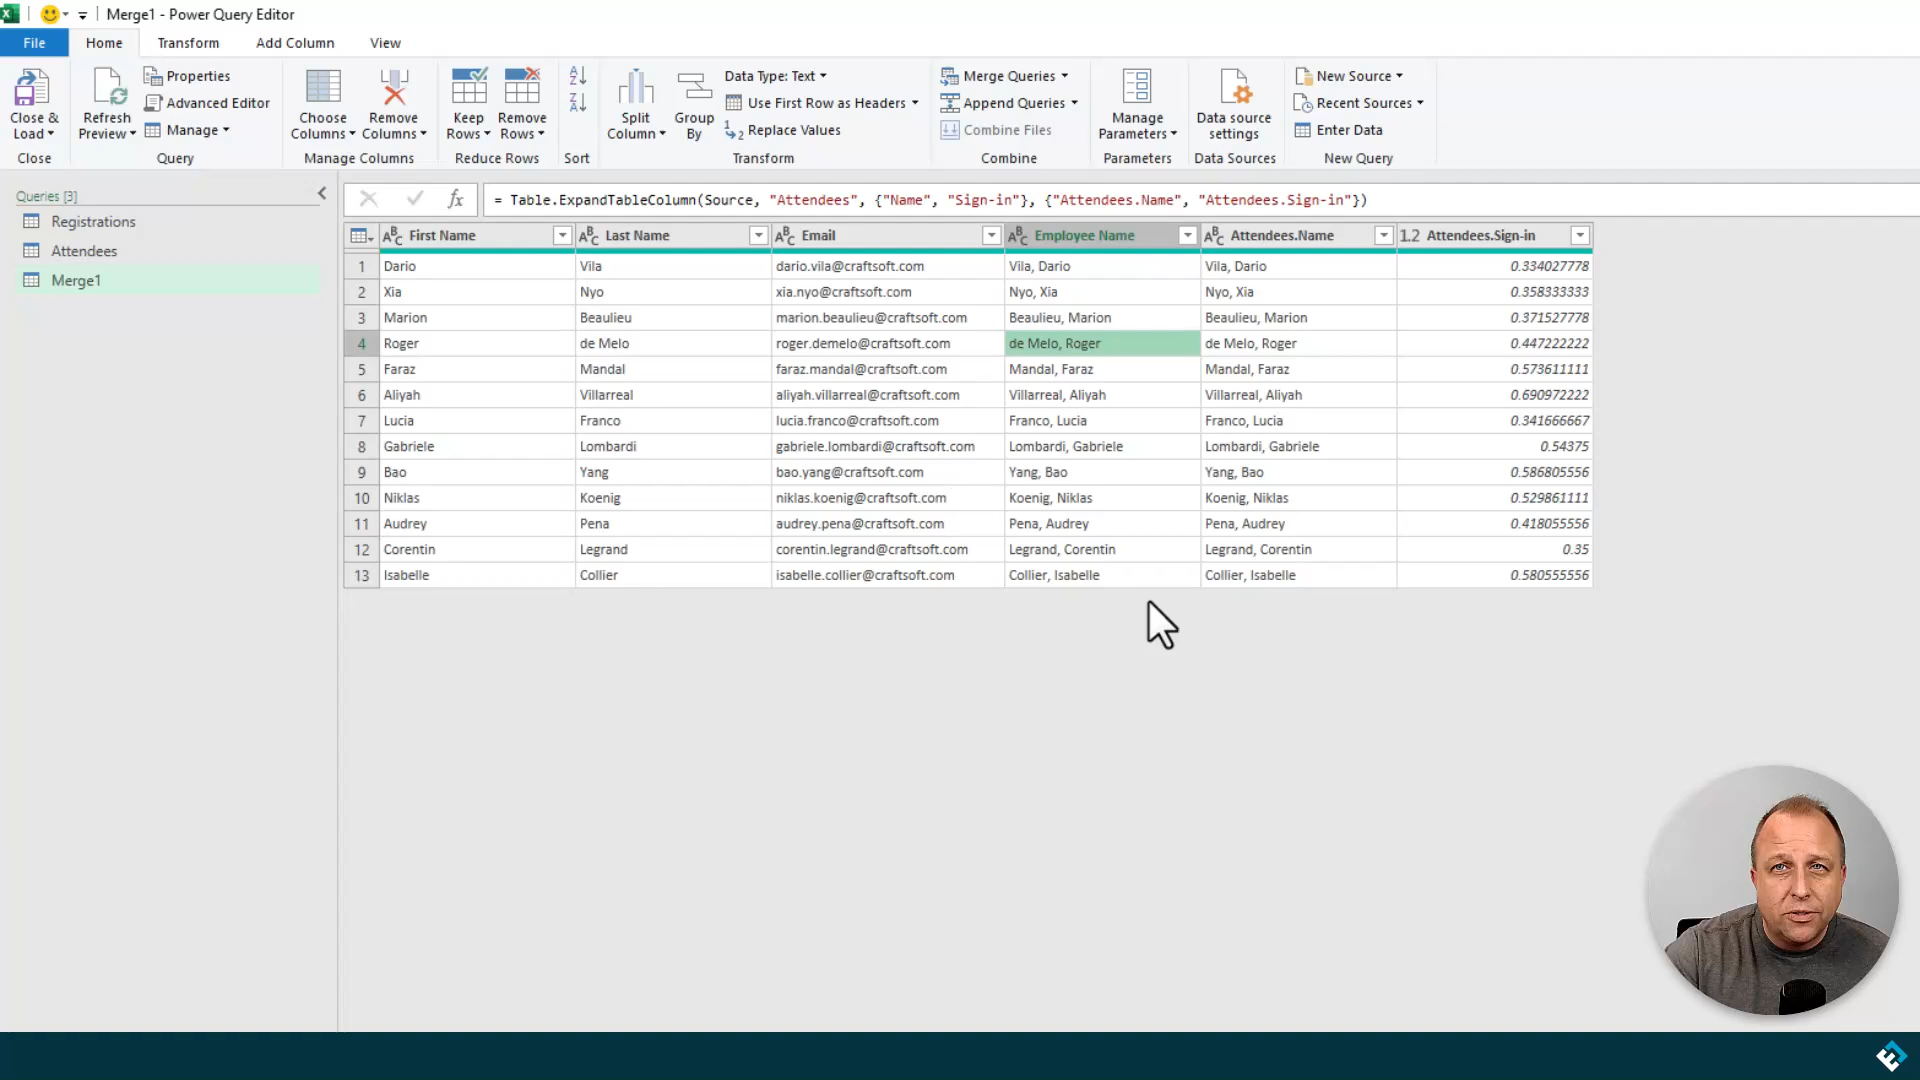 Merge1 - Power Query Editor
File Home Transform Add Column View
Close & Load
Close
Refresh Preview
Properties
Advanced Editor
Manage
Query
Choose Columns
Remove Columns
Manage Columns
Keep Rows
Remove Rows
Reduce Rows
Sort
Split Column
Group By
Data Type: Text
Use First Row as Headers
Replace Values
Transform
Merge Queries
Append Queries
Combine Files
Combine
Manage Parameters
Parameters
Data source settings
Data Sources
New Source
Recent Sources
Enter Data
New Query
Queries [3]
Registrations
Attendees
Merge1
fx = Table.ExpandTableColumn(Source, "Attendees", {"Name", "Sign-in"}, {"Attendees.Name", "Attendees.Sign-in"})
ABC First Name ABC Last Name ABC Email ABC Employee Name ABC Attendees.Name 1.2 Attendees.Sign-in
1 Dario Vila dario.vila@craftsoft.com Vila, Dario Vila, Dario 0.334027778
2 Xia Nyo xia.nyo@craftsoft.com Nyo, Xia Nyo, Xia 0.358333333
3 Marion Beaulieu marion.beaulieu@craftsoft.com Beaulieu, Marion Beaulieu, Marion 0.371527778
4 Roger de Melo roger.demelo@craftsoft.com de Melo, Roger de Melo, Roger 0.447222222
5 Faraz Mandal faraz.mandal@craftsoft.com Mandal, Faraz Mandal, Faraz 0.573611111
6 Aliyah Villarreal aliyah.villarreal@craftsoft.com Villarreal, Aliyah Villarreal, Aliyah 0.690972222
7 Lucia Franco lucia.franco@craftsoft.com Franco, Lucia Franco, Lucia 0.341666667
8 Gabriele Lombardi gabriele.lombardi@craftsoft.com Lombardi, Gabriele Lombardi, Gabriele 0.54375
9 Bao Yang bao.yang@craftsoft.com Yang, Bao Yang, Bao 0.586805556
10 Niklas Koenig niklas.koenig@craftsoft.com Koenig, Niklas Koenig, Niklas 0.529861111
11 Audrey Pena audrey.pena@craftsoft.com Pena, Audrey Pena, Audrey 0.418055556
12 Corentin Legrand corentin.legrand@craftsoft.com Legrand, Corentin Legrand, Corentin 0.35
13 Isabelle Collier isabelle.collier@craftsoft.com Collier, Isabelle Collier, Isabelle 0.580555556